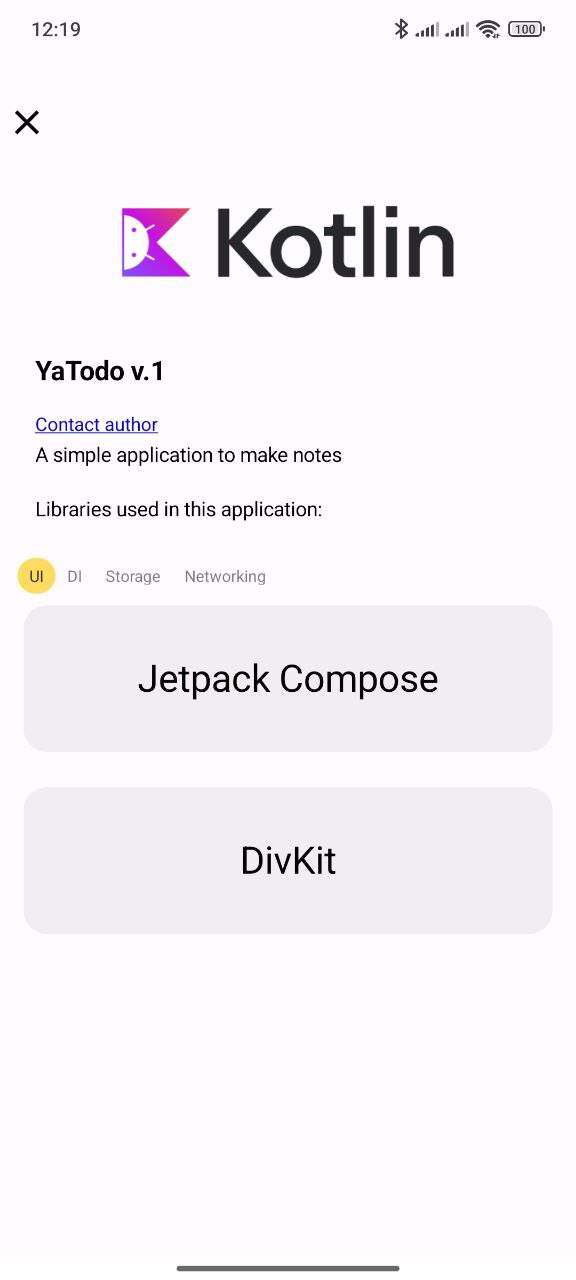 12:19
100
Kotlin
YaTodo v.1
Contact author
A simple application to make notes
Libraries used in this application:
UI DI Storage Networking
Jetpack Compose
DivKit